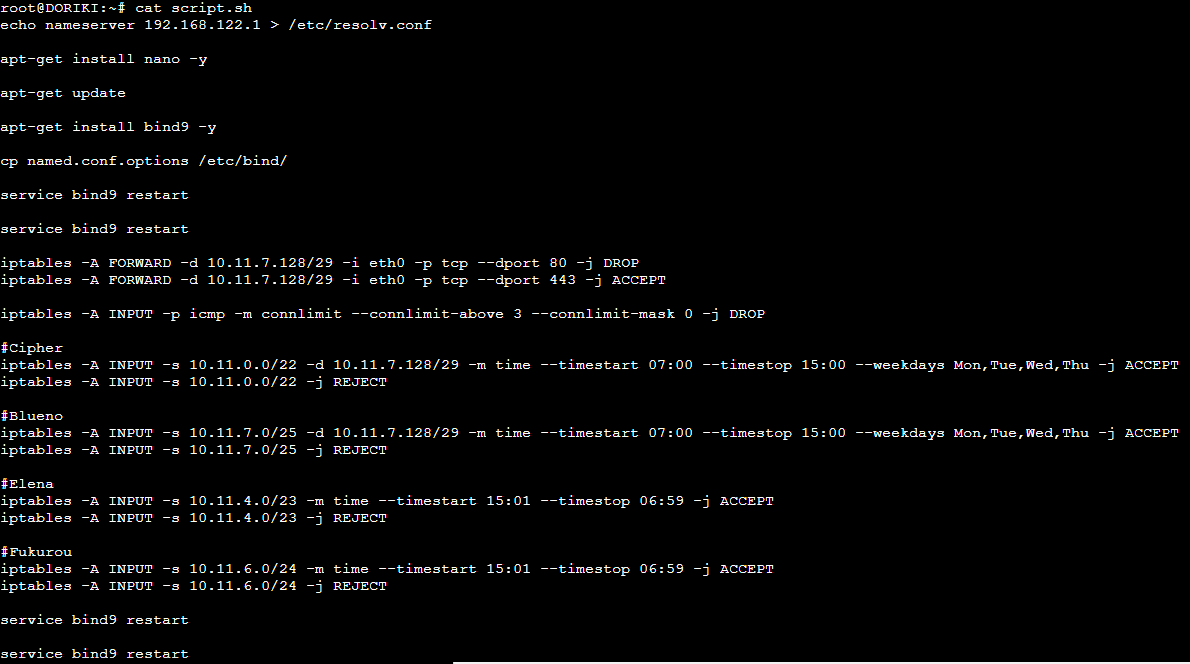 root@DORIKI:~# cat script.sh
echo nameserver 192.168.122.1 > /etc/resolv.conf
apt-get install nano -y
apt-get update
apt-get install bind9 -y
cp named.conf.options /etc/bind/
service bind9 restart
service bind9 restart
iptables -A FORWARD -d 10.11.7.128/29 -i eth0 -p tcp --dport 80 -j DROP
iptables -A FORWARD -d 10.11.7.128/29 -i eth0 -p tcp --dport 443 -j ACCEPT
iptables -A INPUT -p icmp -m connlimit --connlimit-above 3 --connlimit-mask 0 -j DROP
#Cipher
iptables -A INPUT -s 10.11.0.0/22 -d 10.11.7.128/29 -m time --timestart 07:00 --timestop 15:00 --weekdays Mon,Tue,Wed,Thu -j ACCEPT
iptables -A INPUT -s 10.11.0.0/22 -j REJECT
#Blueno
iptables -A INPUT -s 10.11.7.0/25 -d 10.11.7.128/29 -m time --timestart 07:00 --timestop 15:00 --weekdays Mon,Tue,Wed,Thu -j ACCEPT
iptables -A INPUT -s 10.11.7.0/25 -j REJECT
#Elena
iptables -A INPUT -s 10.11.4.0/23 -m time --timestart 15:01 --timestop 06:59 -j ACCEPT
iptables -A INPUT -s 10.11.4.0/23 -j REJECT
#Fukurou
iptables -A INPUT -s 10.11.6.0/24 -m time --timestart 15:01 --timestop 06:59 -j ACCEPT
iptables -A INPUT -s 10.11.6.0/24 -j REJECT
service bind9 restart
service bind9 restart